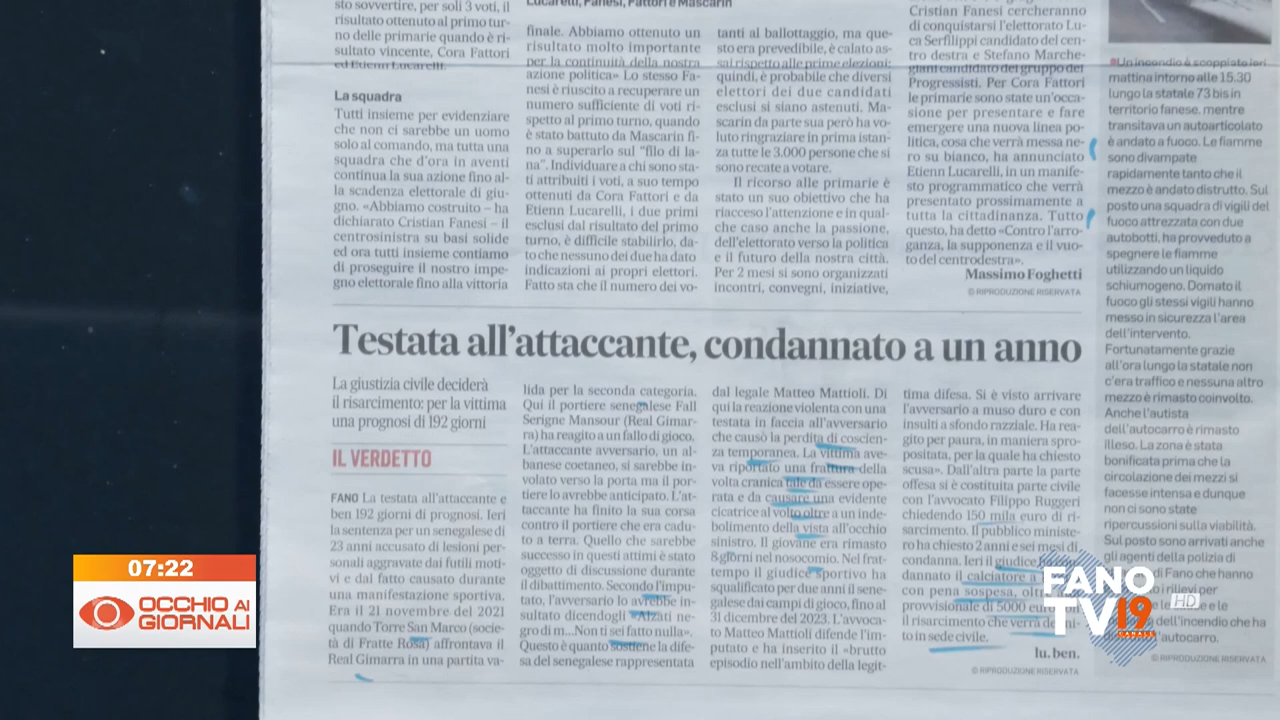 sto sovvertire, per soli 3 voti, il
risultato ottenuto al primo tur-
no delle primarie quando è ri-
sultato vincente, Cora Fattori
ed Etienn Lucarelli.
La squadra
Tutti insieme per evidenziare
che non ci sarebbe un uomo
solo al comando, ma tutta una
squadra che d'ora in aventi
continua la sua azione fino al-
la scadenza elettorale di giu-
gno. «Abbiamo costruito – ha
dichiarato Cristian Fanesi – il
centrosinistra su basi solide
ed ora tutti insieme contiamo
di proseguire il nostro impe-
gno elettorale fino alla vittoria
Lucarelli, Fanesi, Fattori e Mascarin
finale. Abbiamo ottenuto un
risultato molto importante
per la continuità della nostra
azione politica» Lo stesso Fa-
nesi è riuscito a recuperare un
numero sufficiente di voti ri-
spetto al primo turno, quando
è stato battuto da Mascarin fi-
no a superarlo sul "filo di la-
na". Individuare a chi sono sta-
ti attribuiti i voti, a suo tempo
ottenuti da Cora Fattori e da
Etienn Lucarelli, i due primi
esclusi dal risultato del primo
turno, è difficile stabilirlo, da-
to che nessuno dei due ha dato
indicazioni ai propri elettori.
Fatto sta che il numero dei vo-
tanti al ballottaggio, ma que-
sto era prevedibile, è calato as-
sai rispetto alle prime elezioni;
quindi, è probabile che diversi
elettori dei due candidati
esclusi si siano astenuti. Ma-
scarin da parte sua però ha vo-
luto ringraziare in prima istan-
za tutte le 3.000 persone che si
sono recate a votare.
Il ricorso alle primarie è
stato un suo obiettivo che ha
riacceso l'attenzione e in qual-
che caso anche la passione,
dell'elettorato verso la politica
e il futuro della nostra città.
Per 2 mesi si sono organizzati
incontri, convegni, iniziative,
Cristian Fanesi cercheranno
di conquistarsi l'elettorato Lu-
ca Serfilippi candidato del cen-
tro destra e Stefano Marche-
giani candidato del gruppo dei
Progressisti. Per Cora Fattori
le primarie sono state un'occa-
sione per presentare e fare
emergere una nuova linea po-
litica, cosa che verrà messa ne-
ro su bianco, ha annunciato
Etienn Lucarelli, in un manife-
sto programmatico che verrà
presentato prossimamente a
tutta la cittadinanza. Tutto
questo, ha detto «Contro l'arro-
ganza, la supponenza e il vuo-
to del centrodestra».
Massimo Foghetti
© RIPRODUZIONE RISERVATA
Un incendio è scoppiato ieri
mattina intorno alle 15.30
lungo la statale 73 bis in
territorio fanese, mentre
transitava un autoarticolato
è andato a fuoco. Le fiamme
sono divampate
rapidamente tanto che il
mezzo è andato distrutto. Sul
posto una squadra di vigili del
fuoco attrezzata con due
autobotti, ha provveduto a
spegnere le fiamme
utilizzando un liquido
schiumogeno. Domato il
fuoco gli stessi vigili hanno
messo in sicurezza l'area
dell'intervento.
Fortunatamente grazie
all'ora lungo la statale non
c'era traffico e nessuna altro
mezzo è rimasto coinvolto.
Anche l'autista
dell'autocarro è rimasto
illeso. La zona è stata
bonificata prima che la
circolazione dei mezzi si
facesse intensa e dunque
non ci sono state
ripercussioni sulla viabilità.
Sul posto sono arrivati anche
gli agenti della polizia di
di Fano che hanno
rilievi per
e le
dell'incendio che ha
l'autocarro.
© RIPRODUZIONE RISERVATA
Testata all'attaccante, condannato a un anno
La giustizia civile deciderà
il risarcimento: per la vittima
una prognosi di 192 giorni
IL VERDETTO
FANO La testata all'attaccante e
ben 192 giorni di prognosi. Ieri
la sentenza per un senegalese di
23 anni accusato di lesioni per-
sonali aggravate dai futili moti-
vi e dal fatto causato durante
una manifestazione sportiva.
Era il 21 novembre del 2021
quando Torre San Marco (socie-
tà di Fratte Rosa) affrontava il
Real Gimarra in una partita va-
lida per la seconda categoria.
Qui il portiere senegalese Fall
Serigne Mansour (Real Gimar-
ra) ha reagito a un fallo di gioco.
L'attaccante avversario, un al-
banese coetaneo, si sarebbe in-
volato verso la porta ma il por-
tiere lo avrebbe anticipato. L'at-
taccante ha finito la sua corsa
contro il portiere che era cadu-
to a terra. Quello che sarebbe
successo in questi attimi è stato
oggetto di discussione durante
il dibattimento. Secondo l'impu-
tato, l'avversario lo avrebbe in-
sultato dicendogli "Alzati ne-
gro di m...Non ti sei fatto nulla».
Questo è quanto sostiene la dife-
sa del senegalese rappresentata
dal legale Matteo Mattioli. Di
qui la reazione violenta con una
testata in faccia all'avversario
che causò la perdita di coscien-
za temporanea. La vittima ave-
va riportato una frattura della
volta cranica tale da essere ope-
rata e da causare una evidente
cicatrice al volto oltre a un inde-
bolimento della vista all'occhio
sinistro. Il giovane era rimasto
8 giorni nel nosocomio. Nel frat-
tempo il giudice sportivo ha
squalificato per due anni il sene-
galese dai campi di gioco, fino al
31 dicembre del 2023. L'avvoca-
to Matteo Mattioli difende l'im-
putato e ha inserito il «brutto
episodio nell'ambito della legit-
tima difesa. Si è visto arrivare
l'avversario a muso duro e con
insulti a sfondo razziale. Ha rea-
gito per paura, in maniera spro-
positata, per la quale ha chiesto
scusa». Dall'altra parte la parte
offesa si è costituita parte civile
con l'avvocato Filippo Ruggeri
chiedendo 150 mila euro di ri-
sarcimento. Il pubblico ministe-
ro ha chiesto 2 anni e sei mesi di
condanna. Ieri il giudice
dannato il calciatore a
con pena sospesa, oltre
provvisionale di 5000 eu
il risarcimento che verrà de
to in sede civile.
lu. ben.
© RIPRODUZIONE RISERVATA
07:22
OCCHIO AI
GIORNALI
FANO
TV 19
CANALE
HD